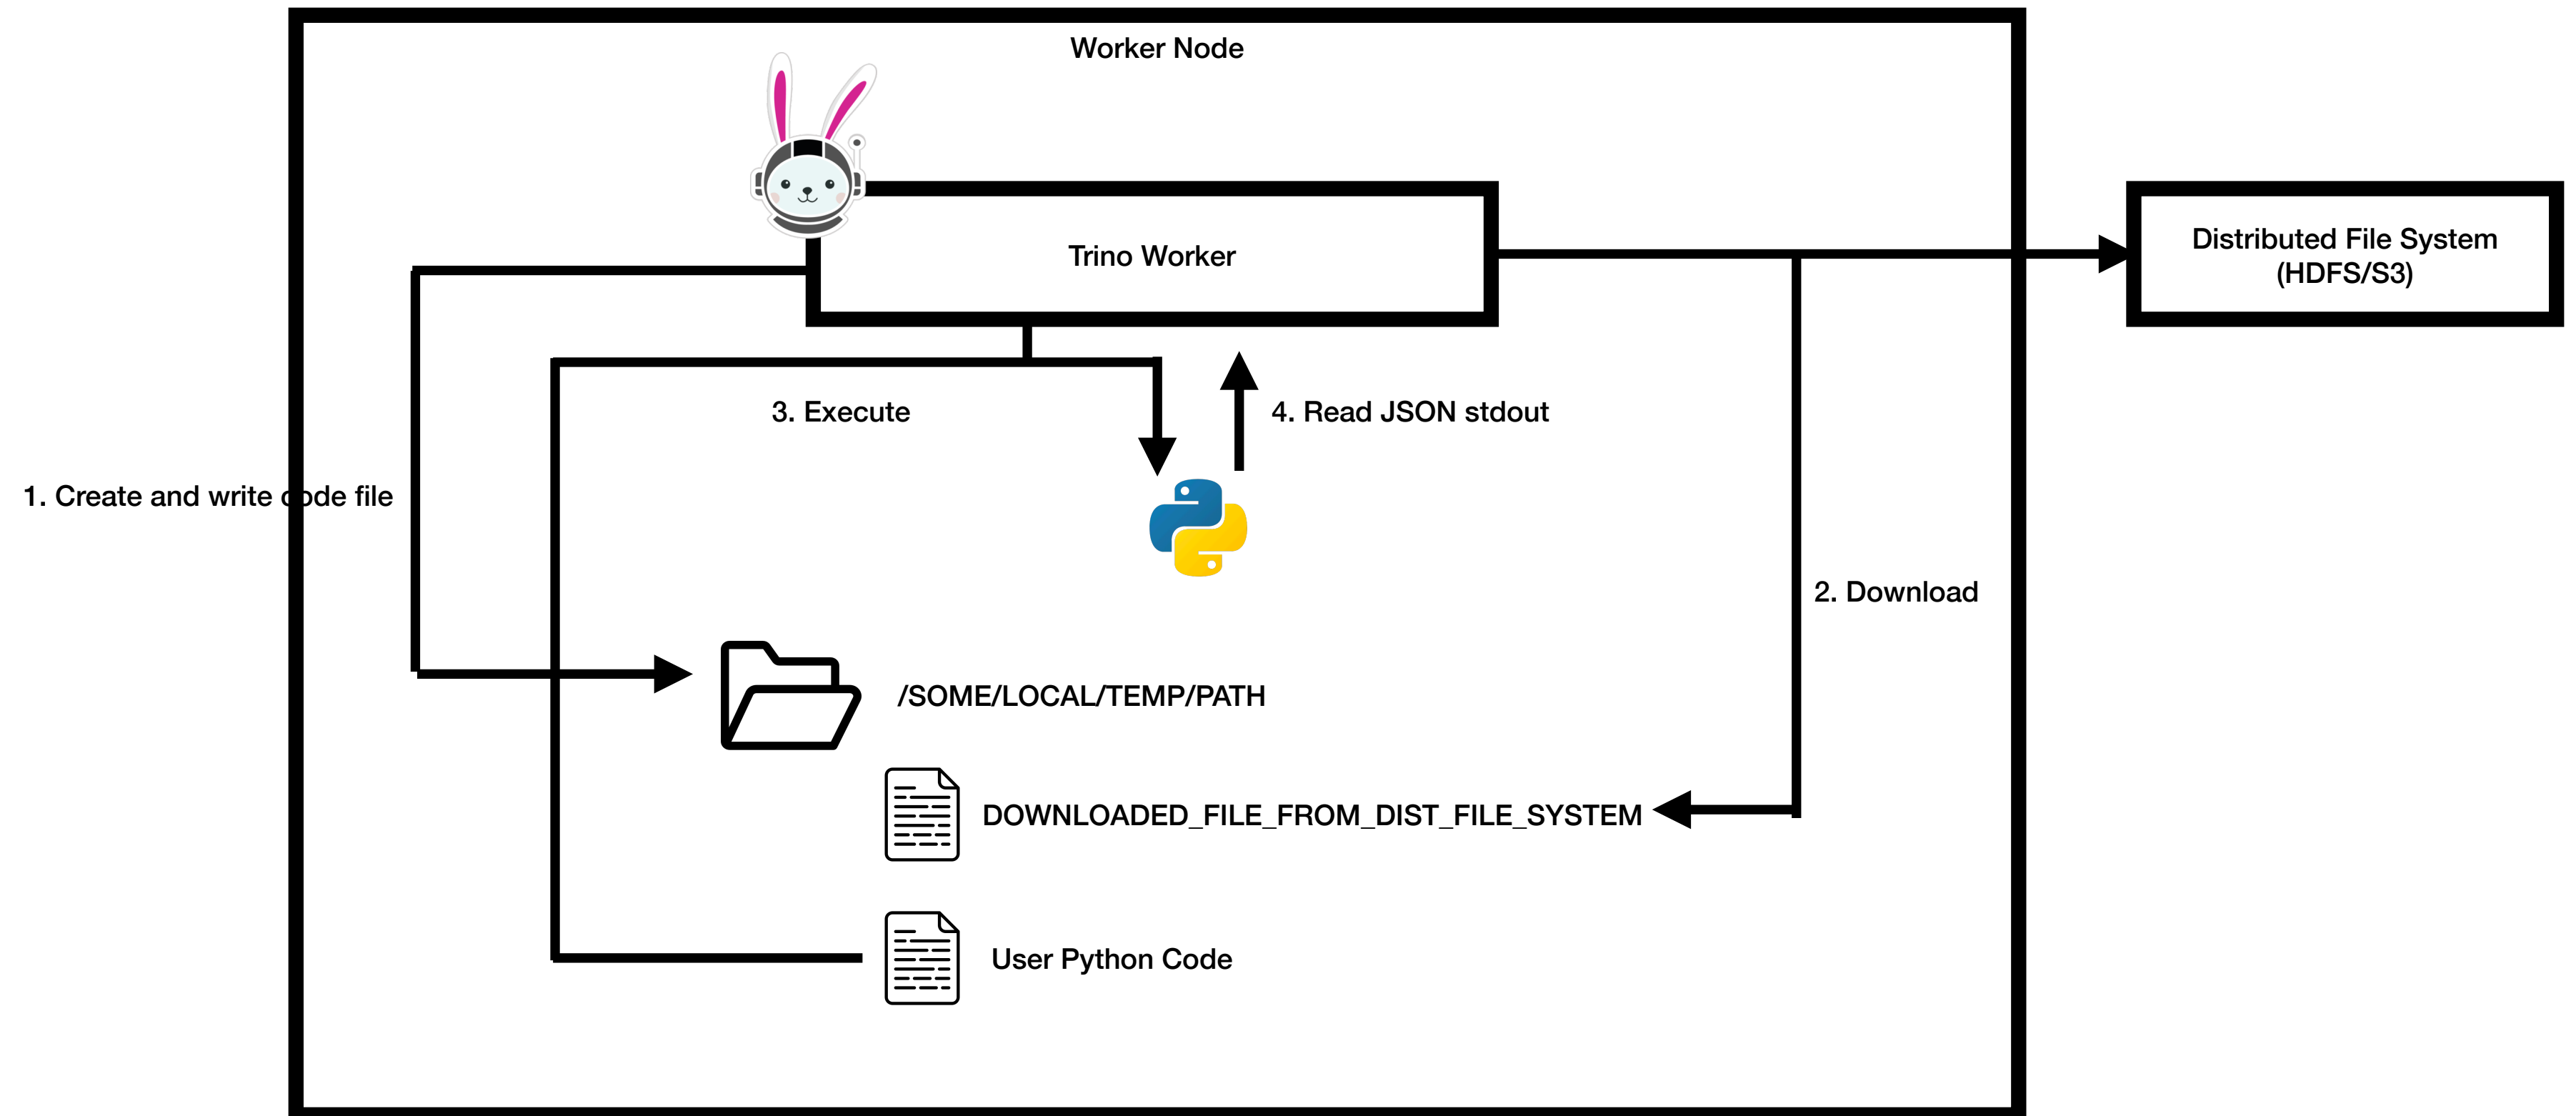 Worker Node
Trino Worker
Distributed File System
(HDFS/S3)
3. Execute
4. Read JSON stdout
1. Create and write code file
2. Download
/SOME/LOCAL/TEMP/PATH
DOWNLOADED_FILE_FROM_DIST_FILE_SYSTEM
User Python Code